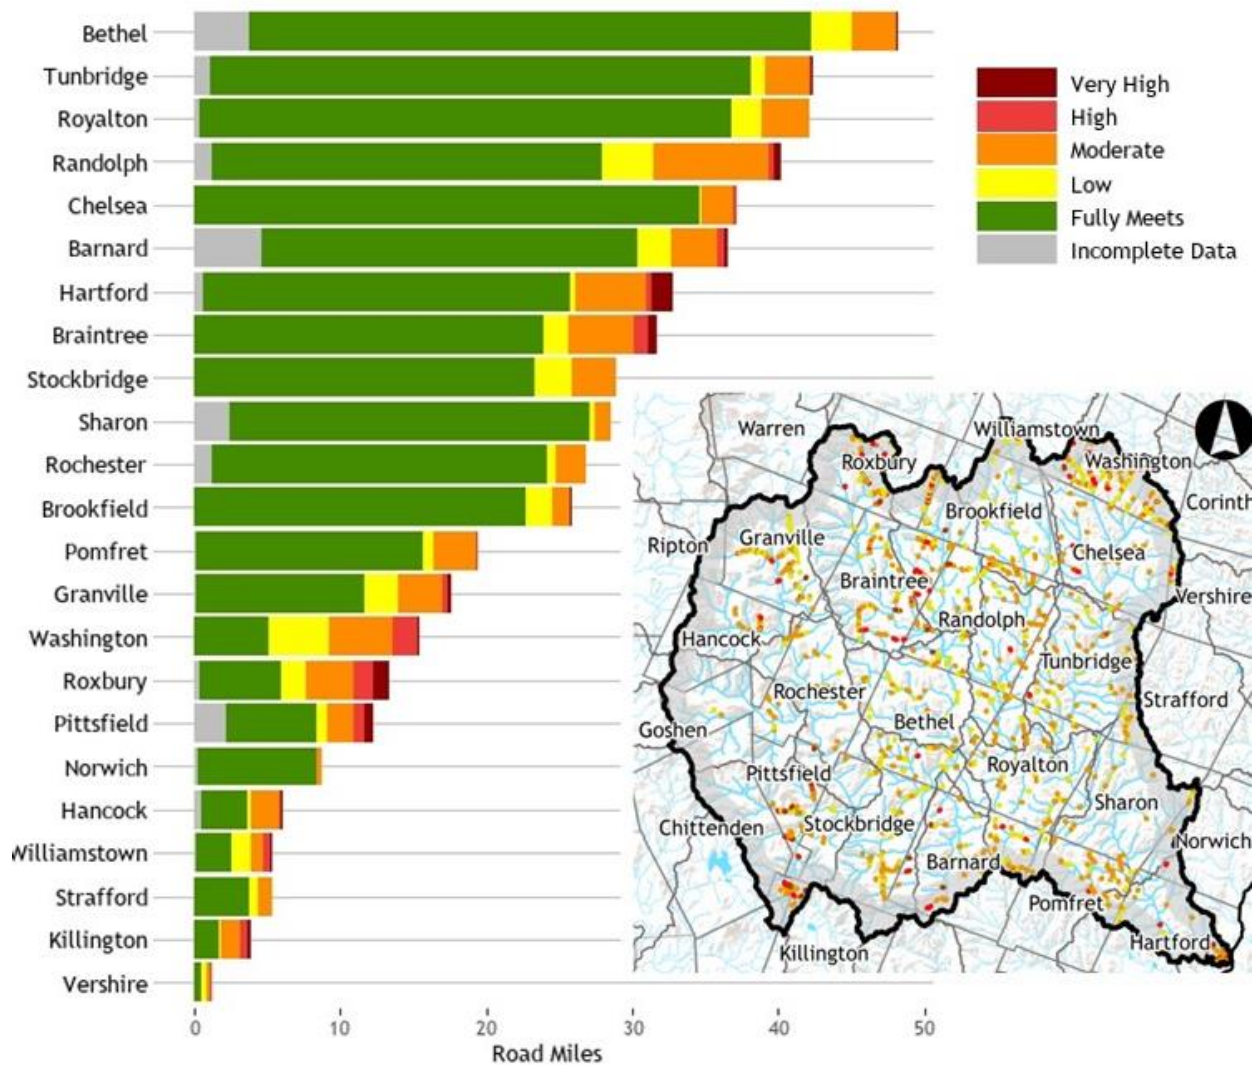 Bethel
Tunbridge
Royalton
Randolph
Chelsea
Barnard
Hartford
Braintree
Stockbridge
Sharon
Rochester
Brookfield
Pomfret
Granville
Washington
Roxbury
Pittsfield
Norwich
Hancock
Williamstown
Strafford
Killington
Vershire
0 10 20 30 40 50
Road Miles
Very High
High
Moderate
Low
Fully Meets
Incomplete Data
Warren
Williamstown
Roxbury
Washington
Corinth
Brookfield
Granville
Ripton
Chelsea
Braintree
Vershire
Randolph
Hancock
Tunbridge
Rochester
Strafford
Bethel
Goshen
Royalton
Pittsfield
Sharon
Stockbridge
Chittenden
Norwich
Barnard
Pomfret
Hartford
Killington